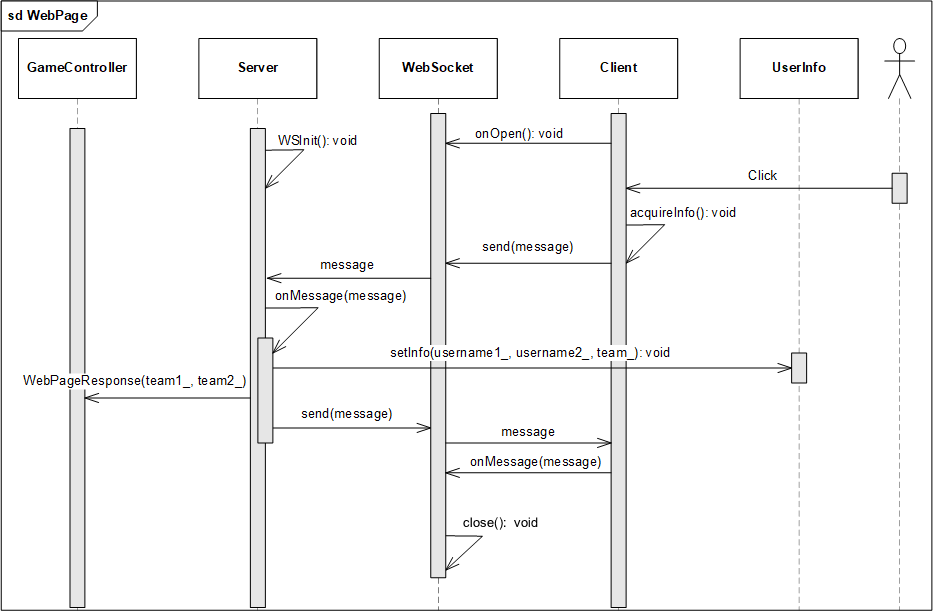 sd WebPage
GameController
Server
WebSocket
Client
UserInfo
WSInit(): void
onOpen(): void
Click
acquireInfo(): void
send(message)
message
onMessage(message)
setInfo(username1_, username2_, team_): void
WebPageResponse(team1_, team2_)
send(message)
message
onMessage(message)
close():  void